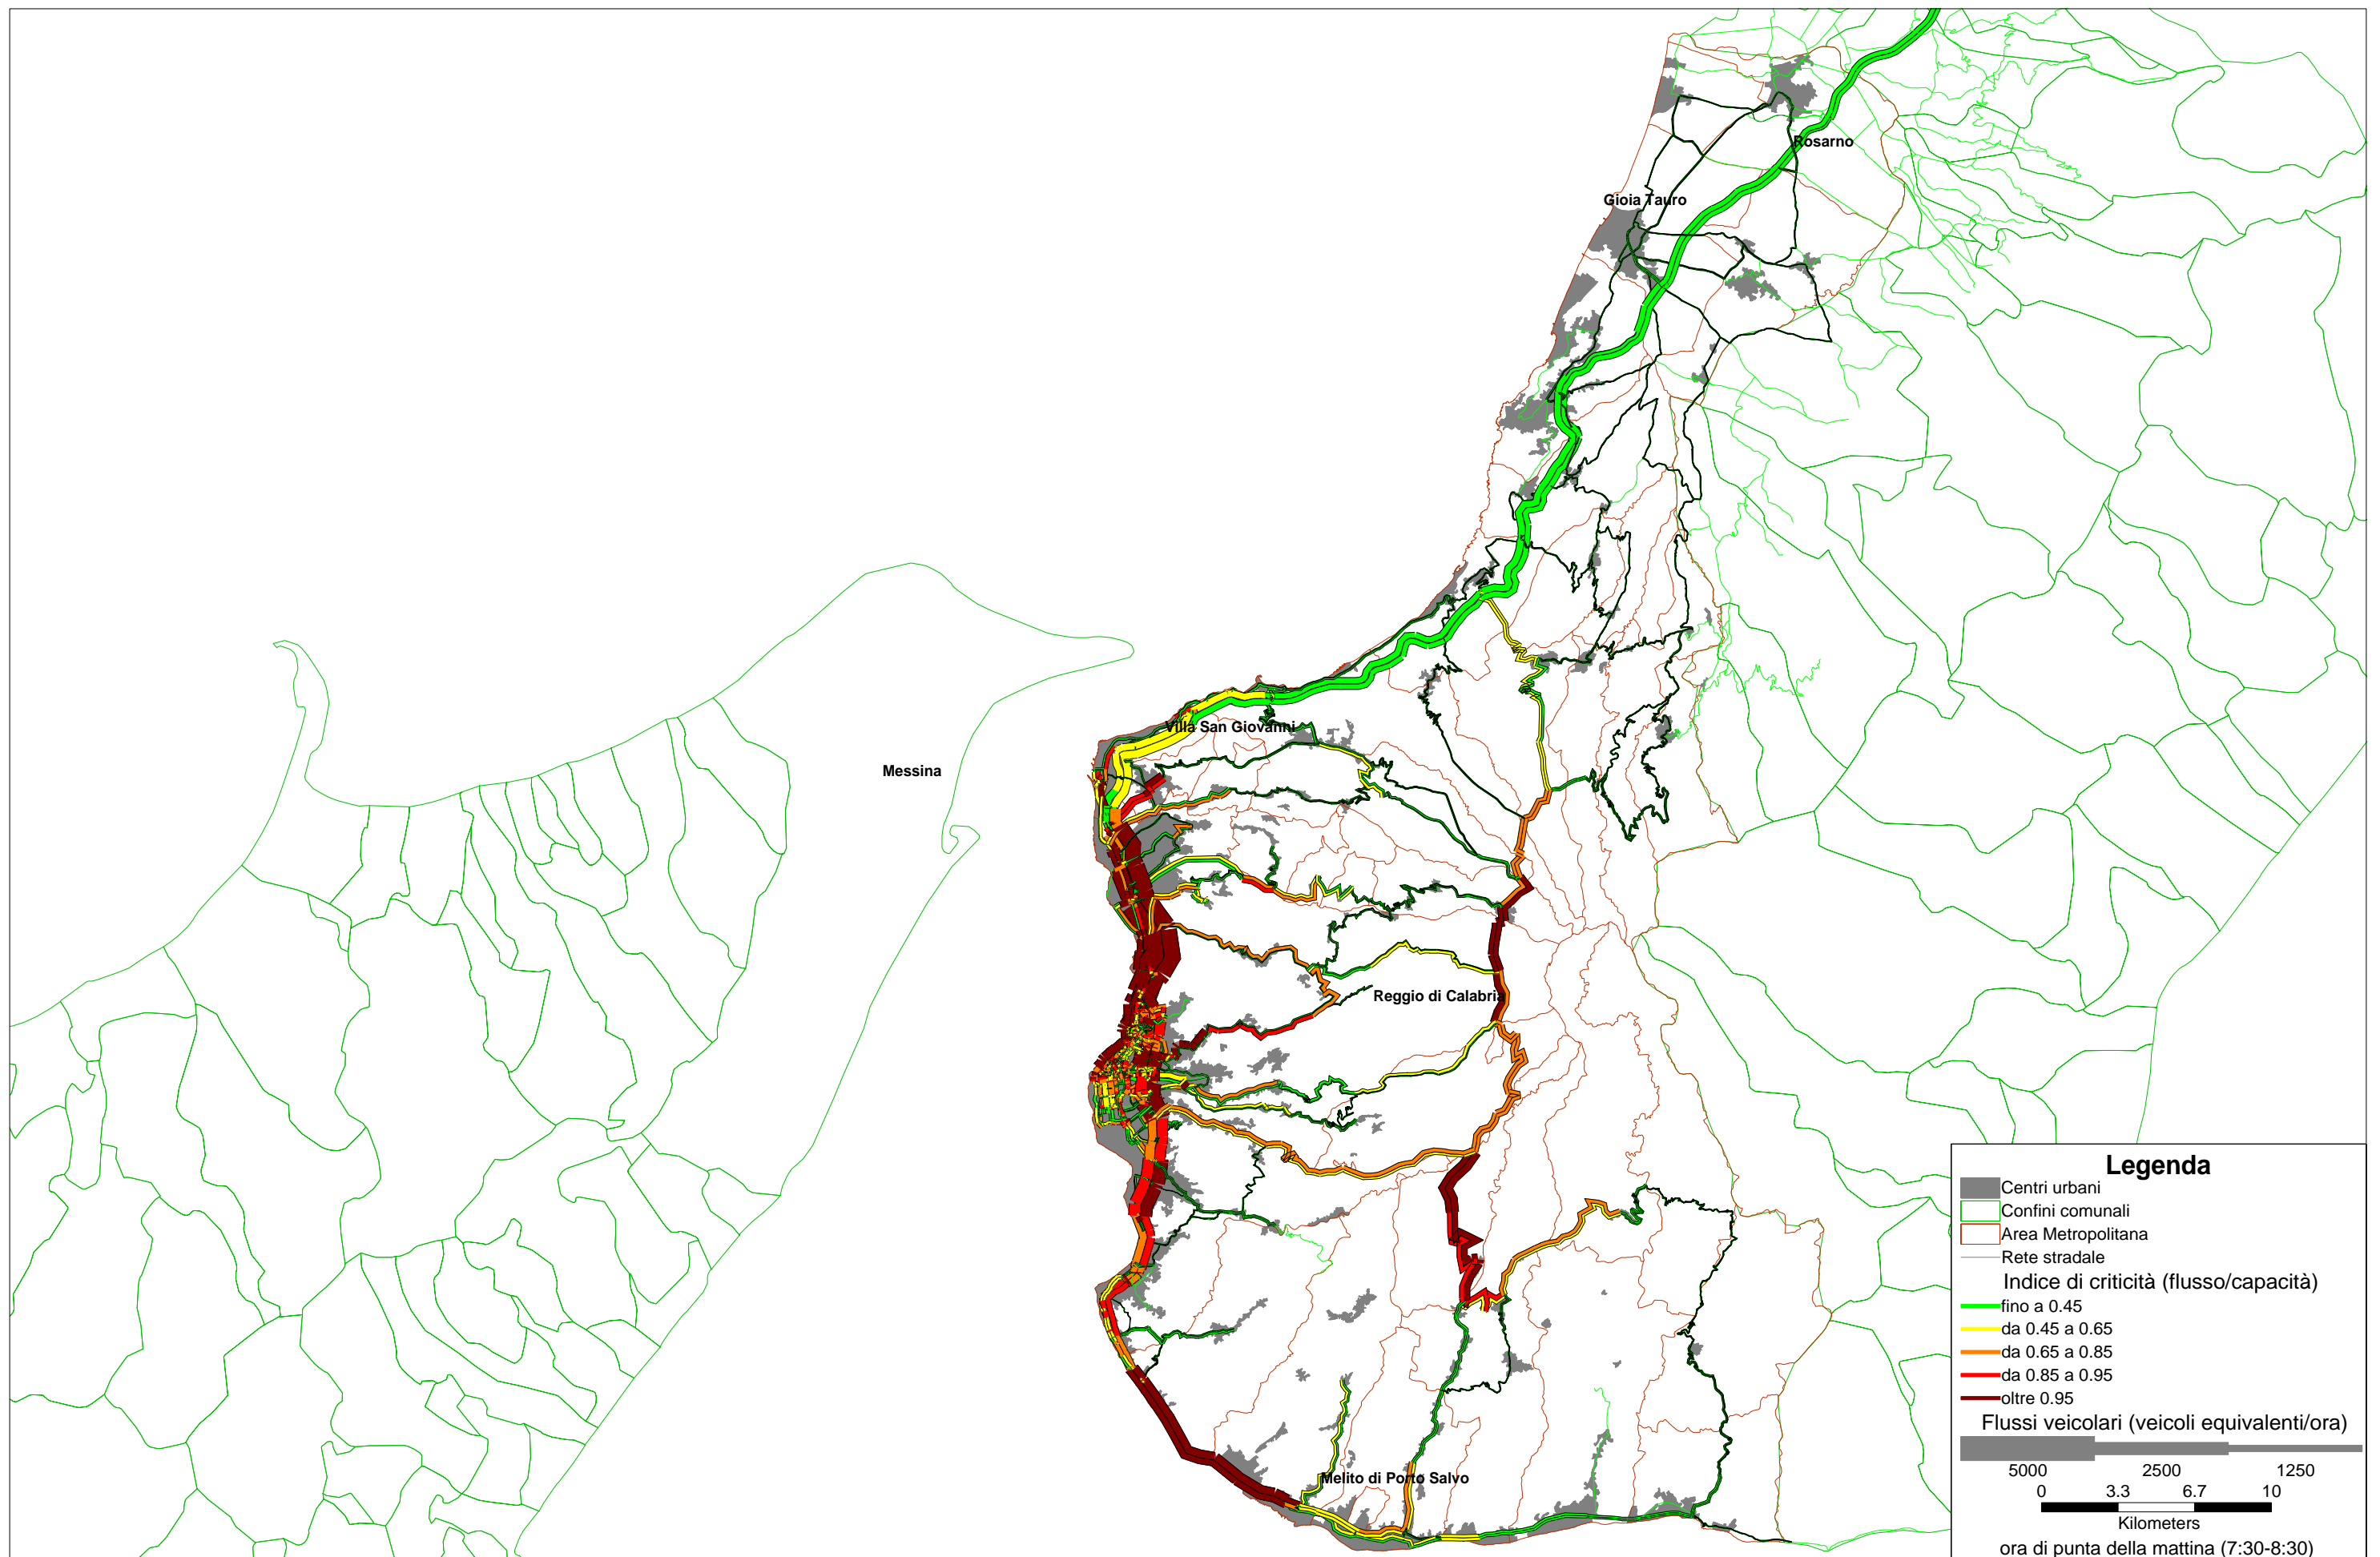 Rosarno
Gioia Tauro
Villa San Giovanni
Messina
Reggio di Calabria
Melito di Porto Salvo
Legenda
Centri urbani
Confini comunali
Area Metropolitana
Rete stradale
Indice di criticità (flusso/capacità)
fino a 0.45
da 0.45 a 0.65
da 0.65 a 0.85
da 0.85 a 0.95
oltre 0.95
Flussi veicolari (veicoli equivalenti/ora)
5000 2500 1250
0 3.3 6.7 10
Kilometers
ora di punta della mattina (7:30-8:30)